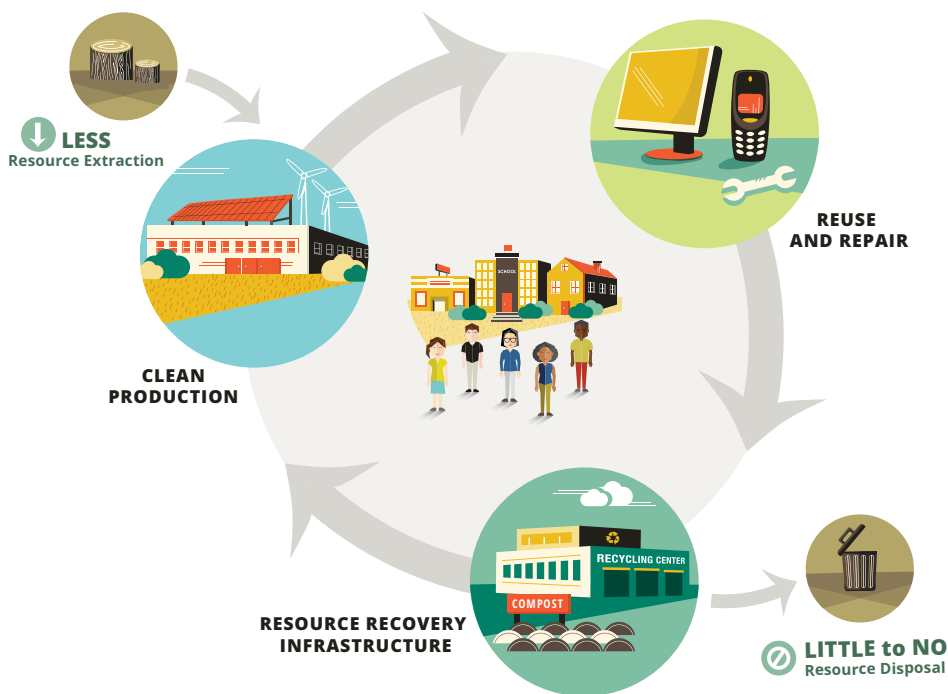 LESS
Resource Extraction
REUSE
AND REPAIR
SCHOOL
CLEAN
PRODUCTION
RECYCLING CENTER
COMPOST
RESOURCE RECOVERY
INFRASTRUCTURE
LITTLE to NO
Resource Disposal